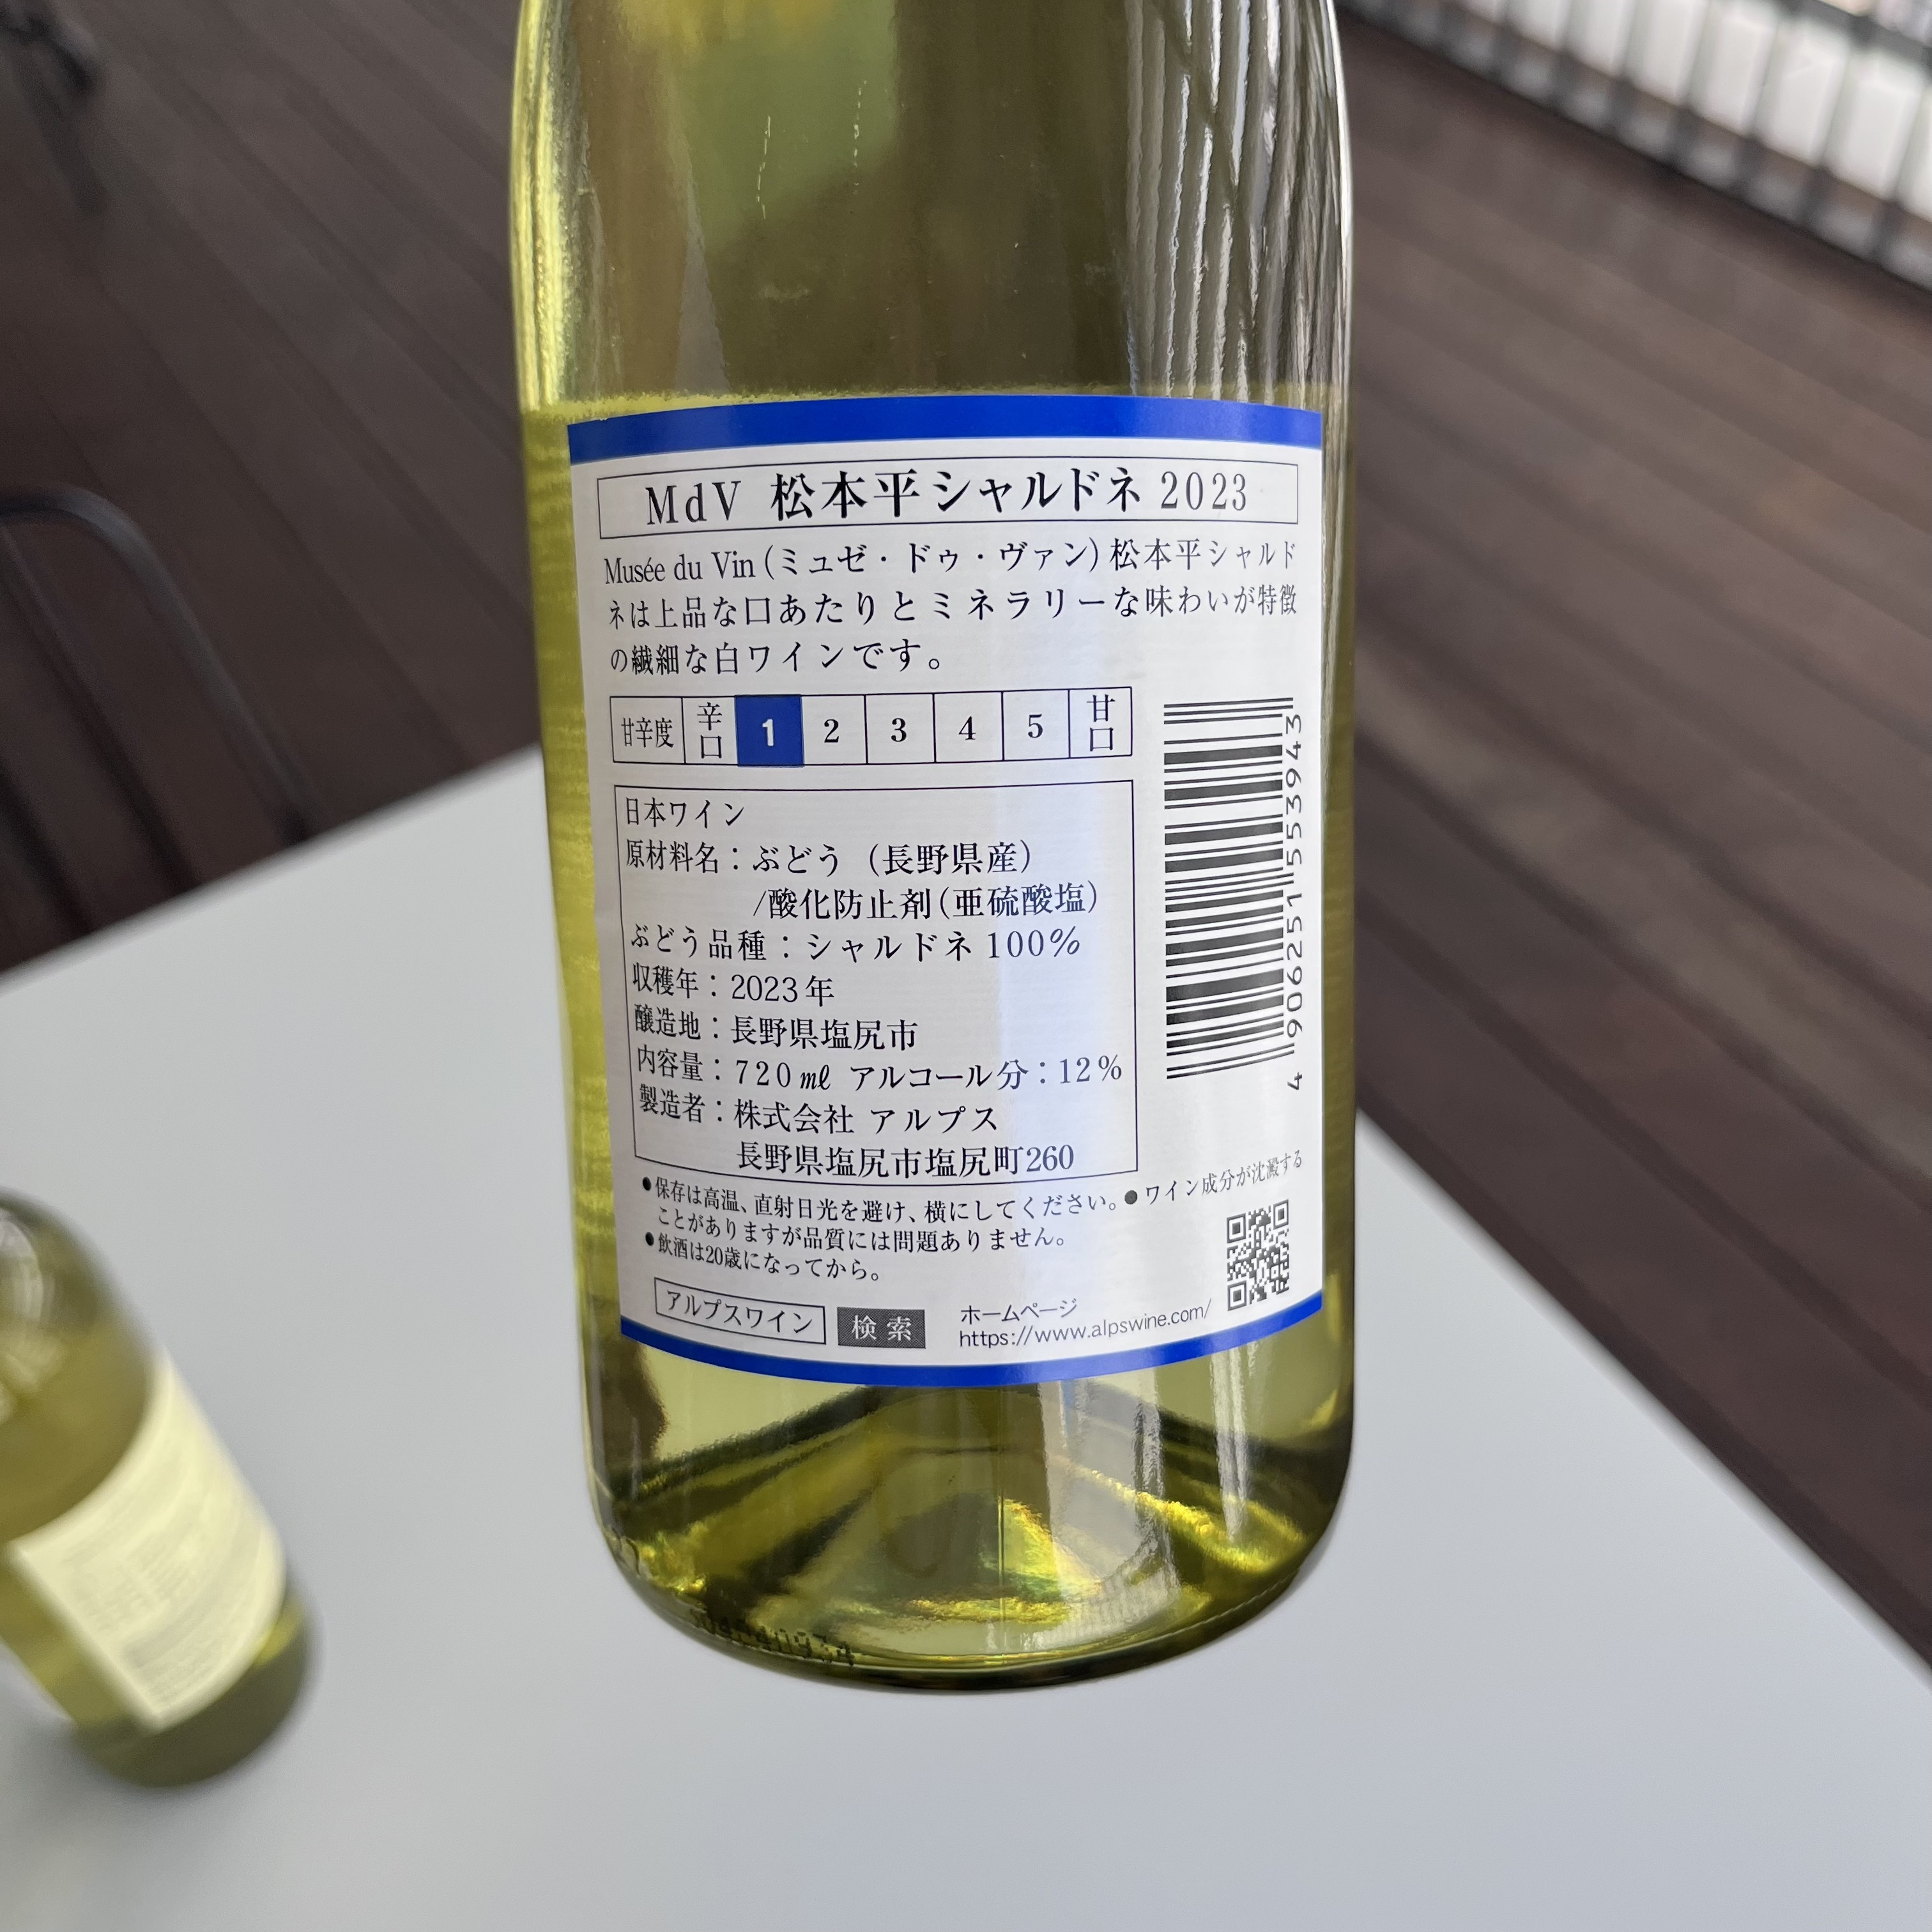 MdV 松本平シャルドネ 2023
Musée du Vin (ミュゼ・ドゥ・ヴァン) 松本平シャルド
ネは上品な口あたりとミネラリーな味わいが特徴
の繊細な白ワインです。
甘辛度 辛口 1 2 3 4 5 甘口
日本ワイン
原材料名：ぶどう（長野県産）
/酸化防止剤(亜硫酸塩)
ぶどう品種：シャルドネ100%
収穫年：2023年
醸造地：長野県塩尻市
内容量：720㎖ アルコール分：12%
製造者：株式会社 アルプス
長野県塩尻市塩尻町260
4 906251 553943
●保存は高温、直射日光を避け、横にしてください。●ワイン成分が沈澱する
ことがありますが品質には問題ありません。
●飲酒は20歳になってから。
アルプスワイン 検索
ホームページ
https://www.alpswine.com/